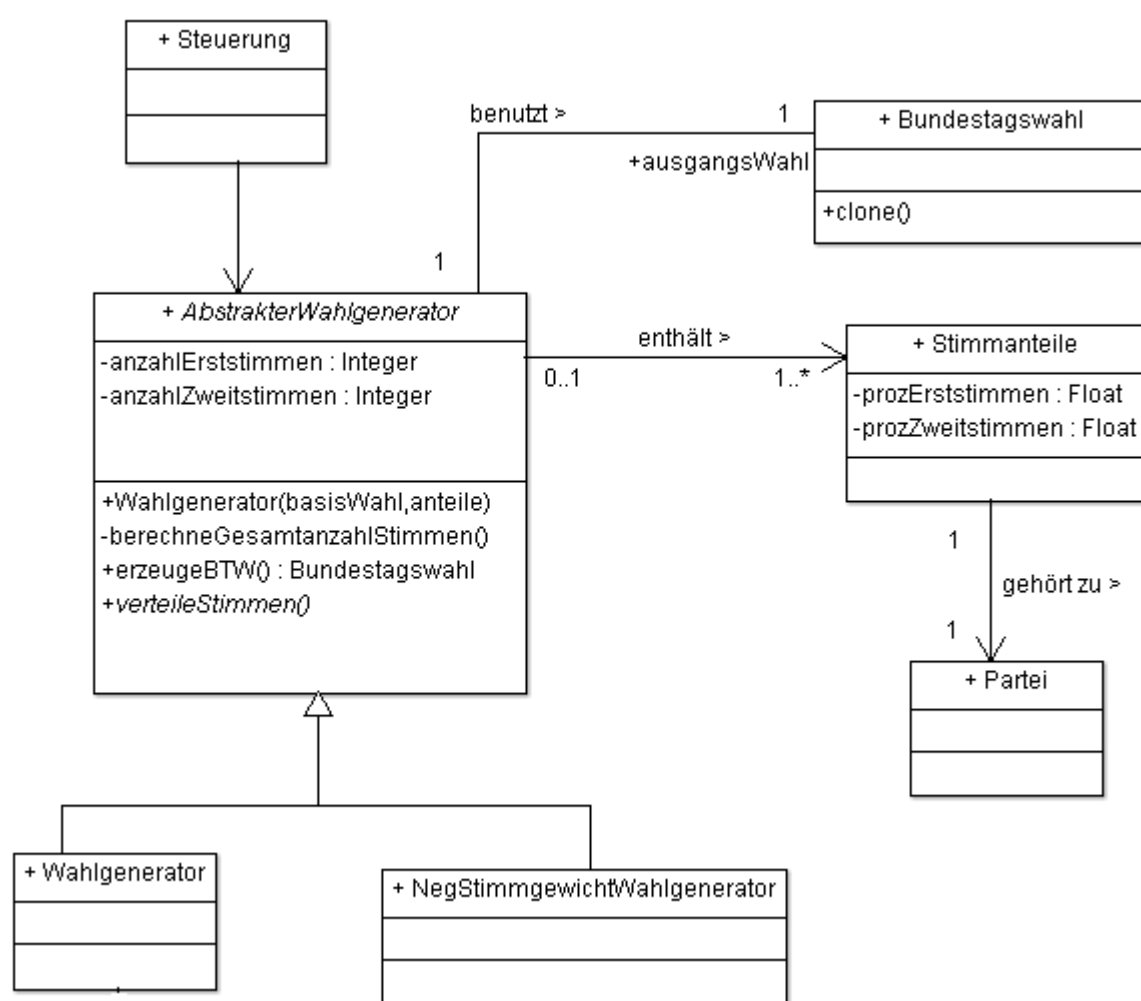 + Steuerung
benutzt >
1
+ausgangsWahl
+ Bundestagswahl
+clone()
1
+ AbstrakterWahlgenerator
-anzahlErststimmen : Integer
-anzahlZweitstimmen : Integer
+Wahlgenerator(basisWahl,anteile)
-berechneGesamtanzahlStimmen()
+erzeugeBTW() : Bundestagswahl
+verteileStimmen()
enthält >
0..1
1..*
+ Stimmanteile
-prozErststimmen : Float
-prozZweitstimmen : Float
1
gehört zu >
1
+ Partei
+ Wahlgenerator
+ NegStimmgewichtWahlgenerator